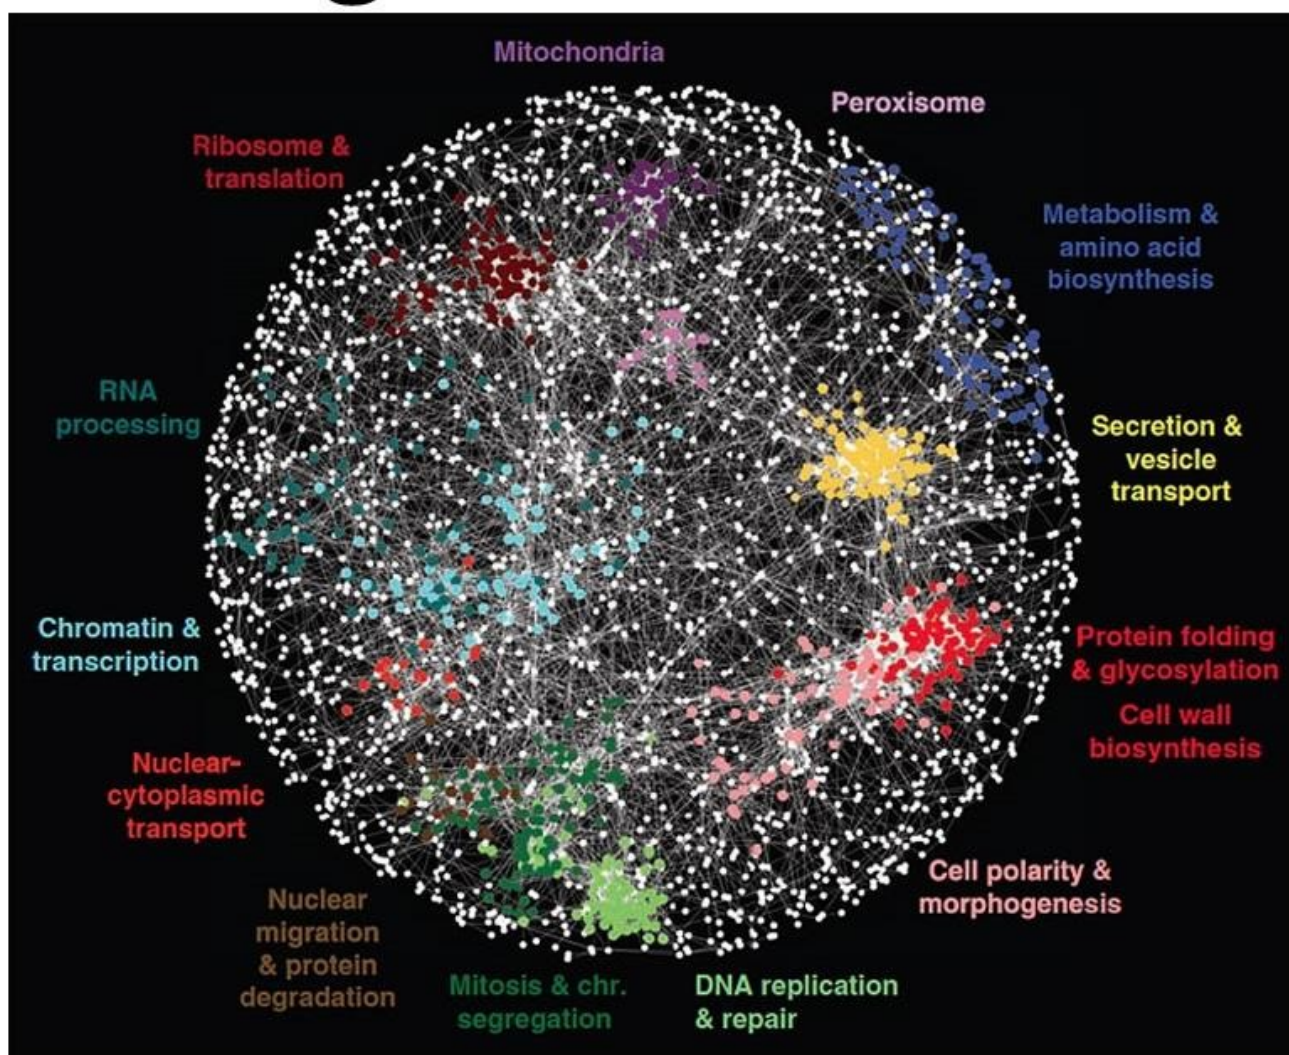 Mitochondria
Peroxisome
Ribosome &
translation
Metabolism &
amino acid
biosynthesis
RNA
processing
Secretion &
vesicle
transport
Chromatin &
transcription
Protein folding
& glycosylation
Cell wall
biosynthesis
Nuclear-
cytoplasmic
transport
Cell polarity &
morphogenesis
Nuclear
migration
& protein
degradation
Mitosis & chr.
segregation
DNA replication
& repair